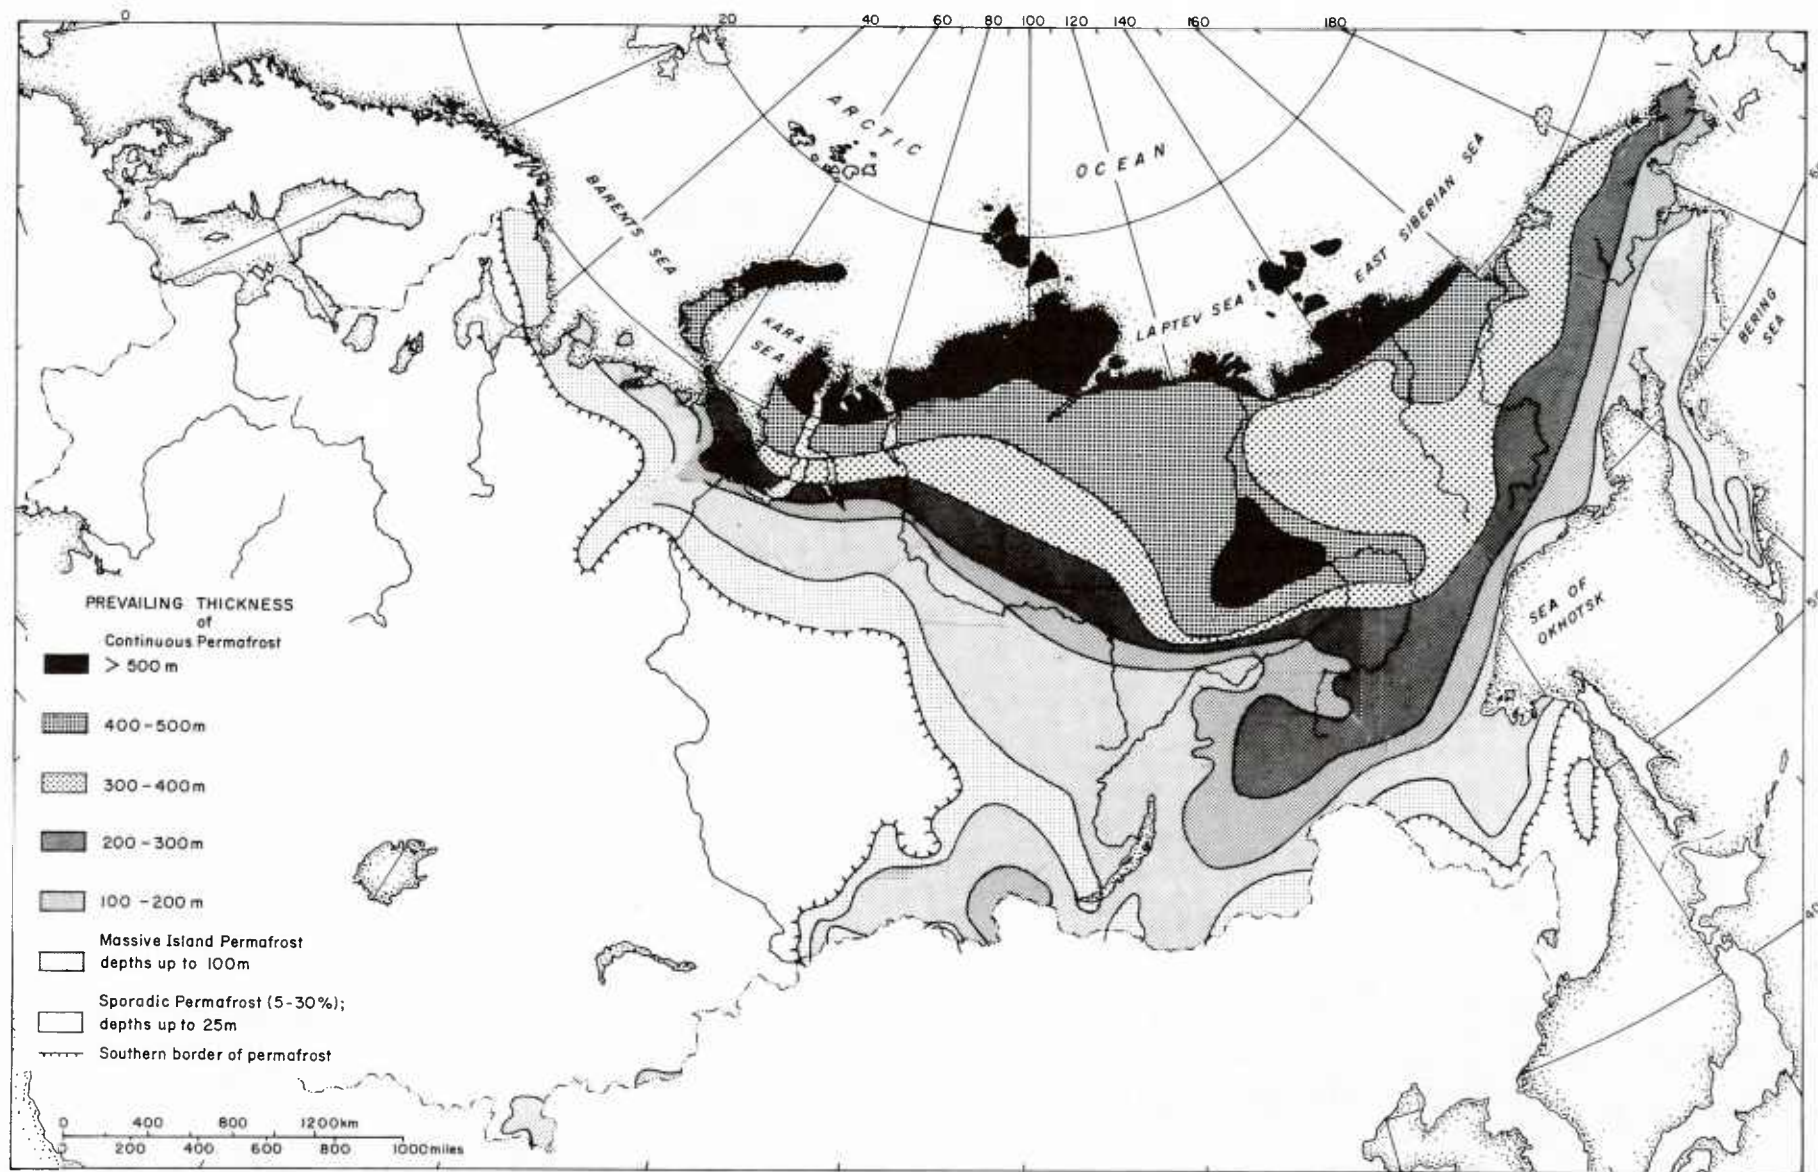 0 20 40 60 80 100 120 140 160 180
ARCTIC
OCEAN
BARENTS SEA
KARA
SEA
LAPTEV SEA
EAST SIBERIAN SEA
BERING
SEA
SEA OF
OKHOTSK
PREVAILING THICKNESS
of
Continuous Permafrost
> 500 m
400-500m
300-400m
200-300m
100-200m
Massive Island Permafrost
depths up to 100m
Sporadic Permafrost (5-30%);
depths up to 25m
Southern border of permafrost
0 400 800 1200km
0 200 400 600 800 1000miles